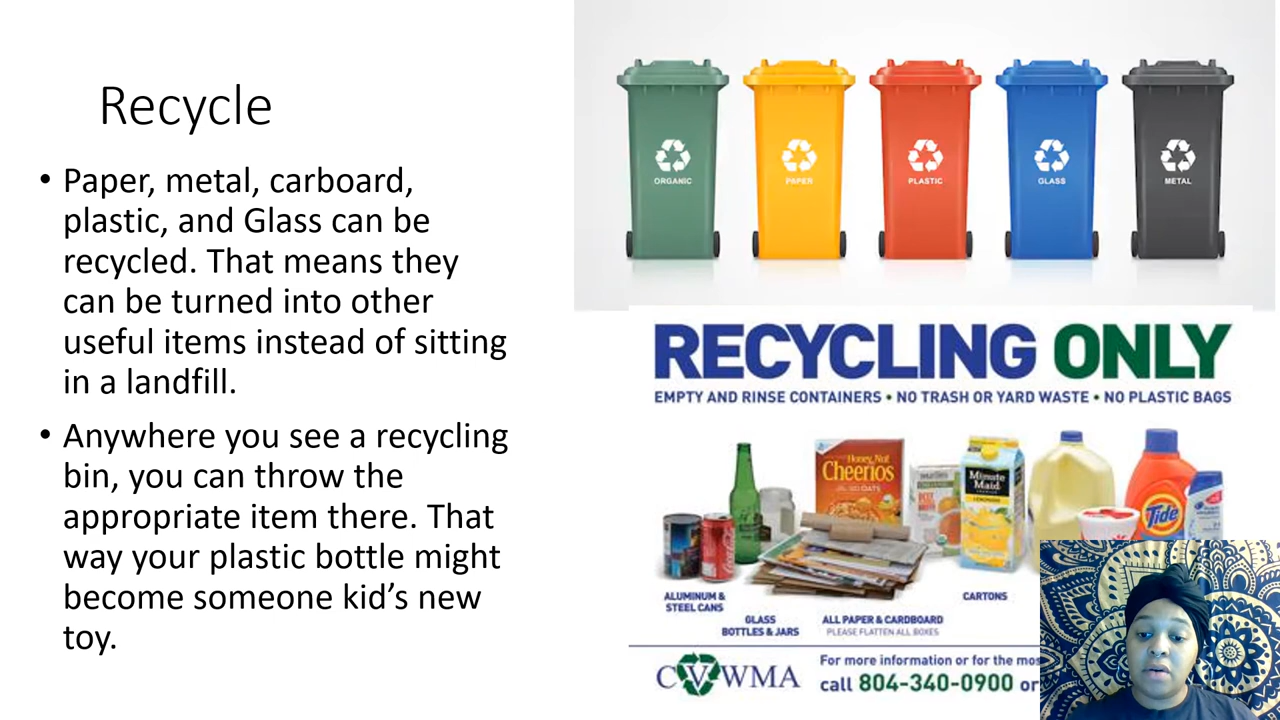 Recycle
• Paper, metal, carboard,
plastic, and Glass can be
recycled. That means they
can be turned into other
useful items instead of sitting
in a landfill.
• Anywhere you see a recycling
bin, you can throw the
appropriate item there. That
way your plastic bottle might
become someone kid’s new
toy.
ORGANIC
PAPER
PLASTIC
GLASS
METAL
RECYCLING ONLY
EMPTY AND RINSE CONTAINERS • NO TRASH OR YARD WASTE • NO PLASTIC BAGS
Honey Nut
Cheerios
Minute
Maid
Tide
ALUMINUM &
STEEL CANS
GLASS
BOTTLES & JARS
ALL PAPER & CARDBOARD
PLEASE FLATTEN ALL BOXES
CARTONS
CVWMA
For more information or for the mos
call 804-340-0900 or